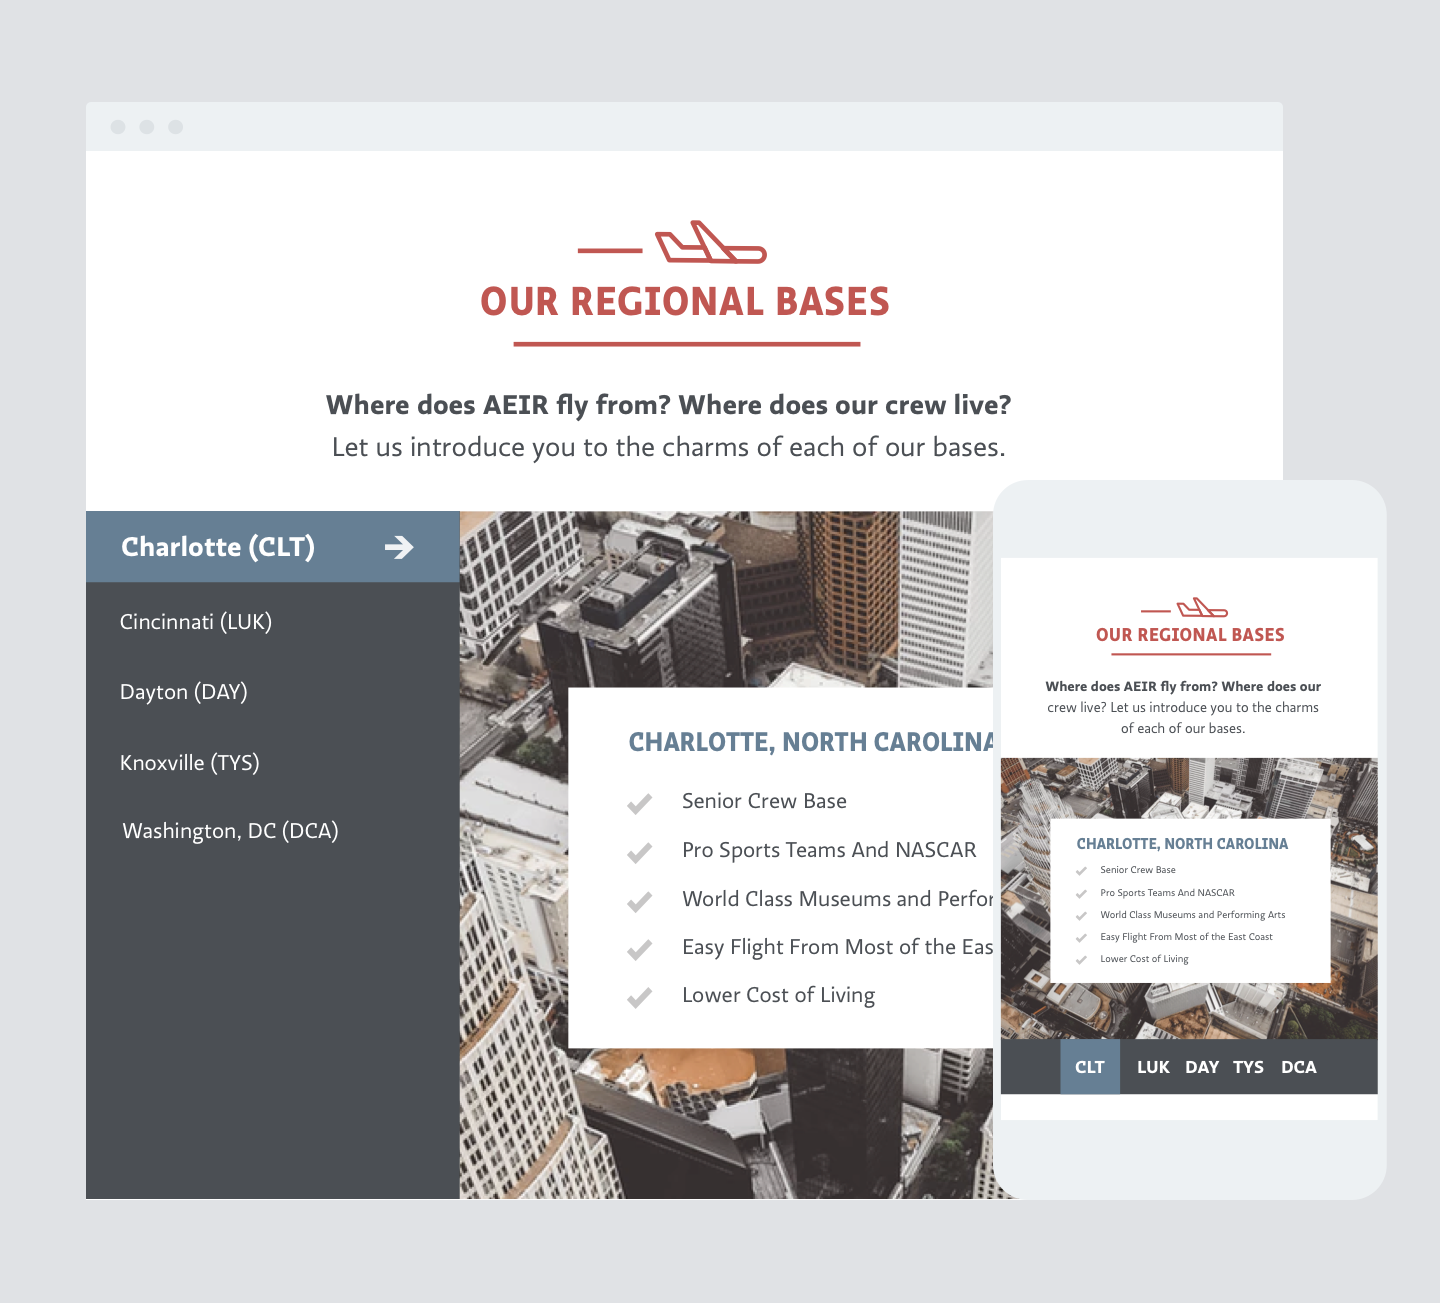 OUR REGIONAL BASES
Where does AEIR fly from? Where does our crew live?
Let us introduce you to the charms of each of our bases.
Charlotte (CLT)
Cincinnati (LUK)
Dayton (DAY)
Knoxville (TYS)
Washington, DC (DCA)
CHARLOTTE, NORTH CAROLINA
Senior Crew Base
Pro Sports Teams And NASCAR
World Class Museums and Perfor
Easy Flight From Most of the Eas
Lower Cost of Living
OUR REGIONAL BASES
Where does AEIR fly from? Where does our
crew live? Let us introduce you to the charms
of each of our bases.
CHARLOTTE, NORTH CAROLINA
Senior Crew Base
Pro Sports Teams And NASCAR
World Class Museums and Performing Arts
Easy Flight From Most of the East Coast
Lower Cost of Living
CLT LUK DAY TYS DCA